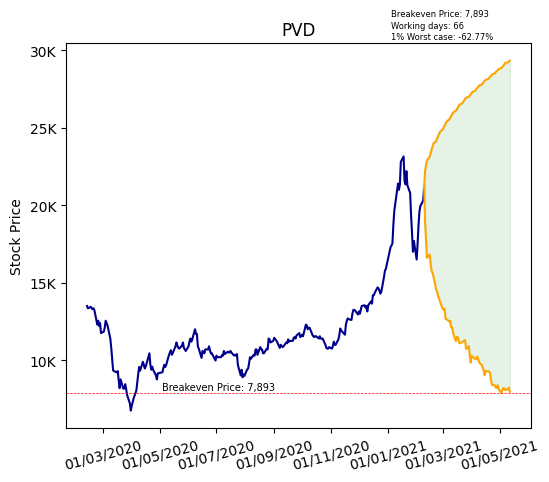 Breakeven Price: 7,893
Working days: 66
1% Worst case: -62.77%
PVD
30K
25K
20K
15K
10K
Stock Price
Breakeven Price: 7,893
01/03/2020 01/05/2020 01/07/2020 01/09/2020 01/11/2020 01/01/2021 01/03/2021 01/05/2021